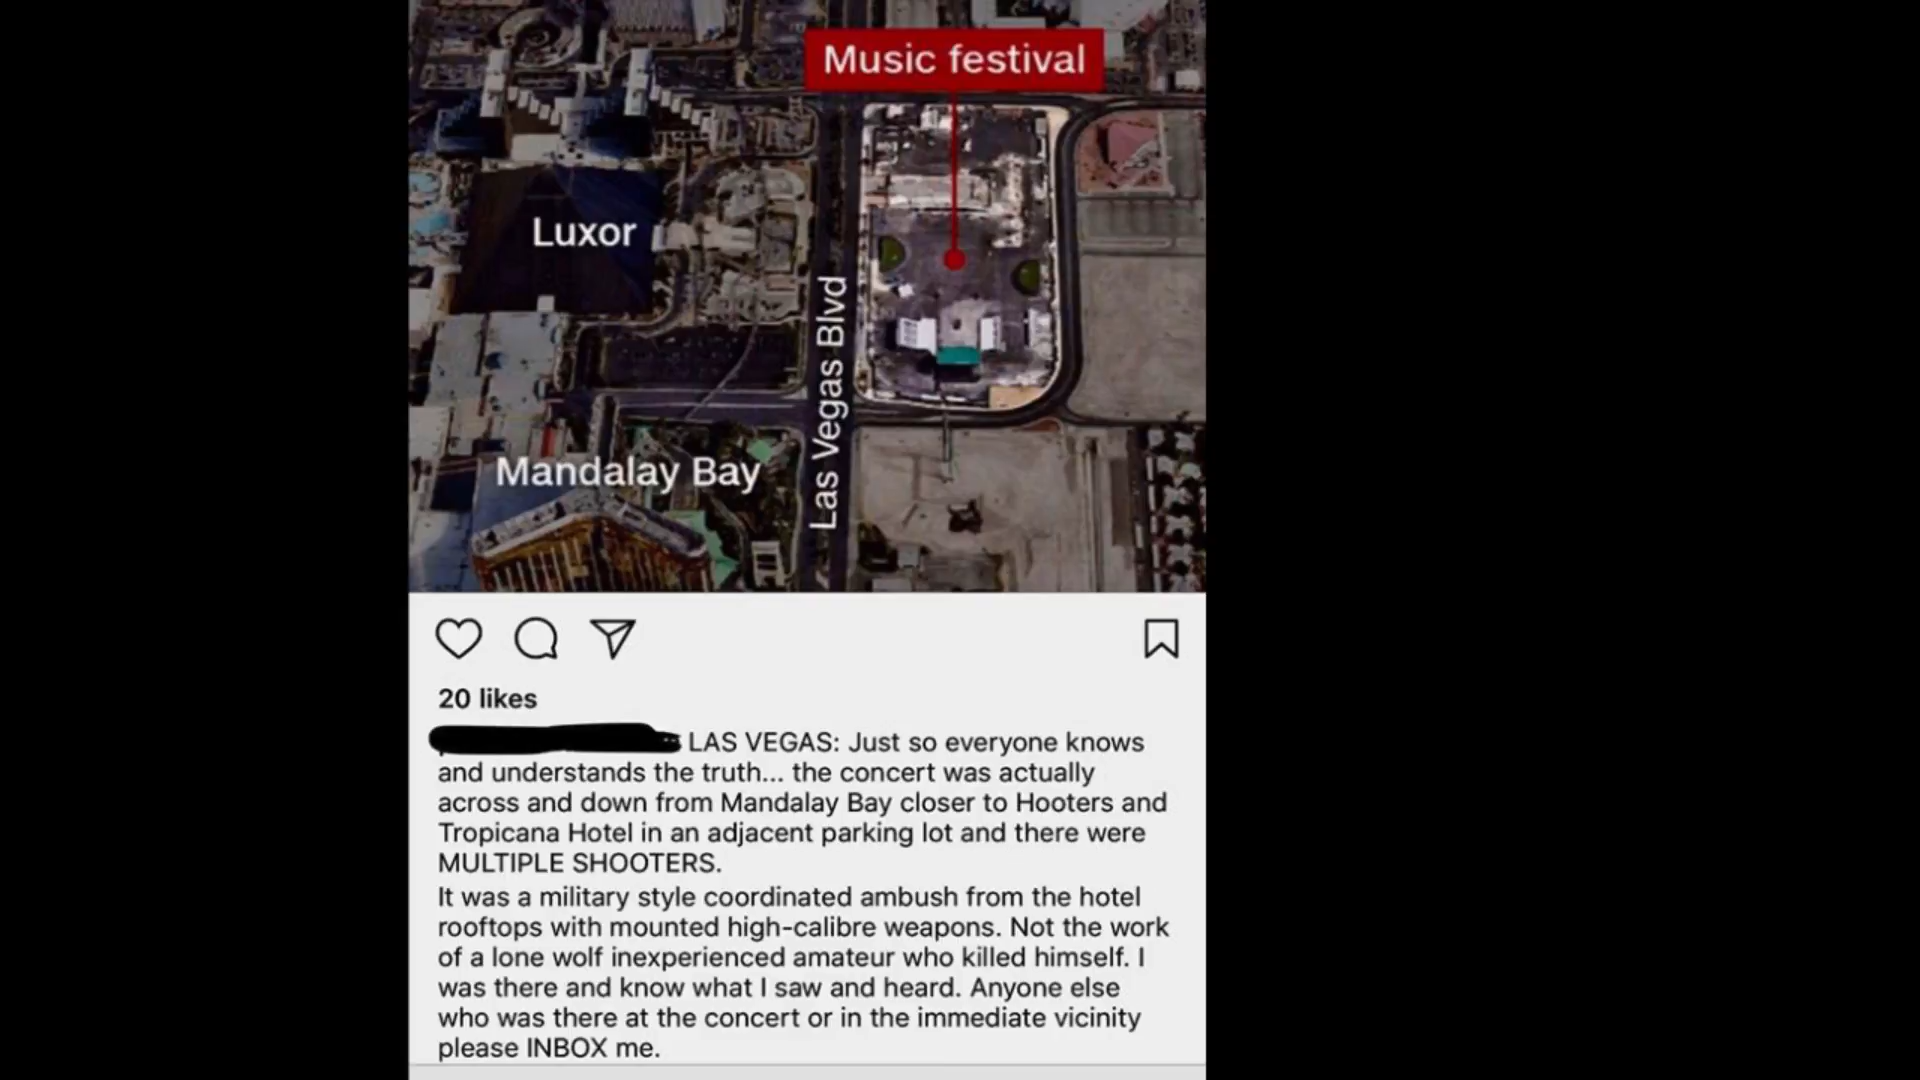 Music festival
Luxor
Las Vegas Blvd
Mandalay Bay
20 likes
LAS VEGAS: Just so everyone knows
and understands the truth... the concert was actually
across and down from Mandalay Bay closer to Hooters and
Tropicana Hotel in an adjacent parking lot and there were
MULTIPLE SHOOTERS.
It was a military style coordinated ambush from the hotel
rooftops with mounted high-calibre weapons. Not the work
of a lone wolf inexperienced amateur who killed himself. I
was there and know what I saw and heard. Anyone else
who was there at the concert or in the immediate vicinity
please INBOX me.